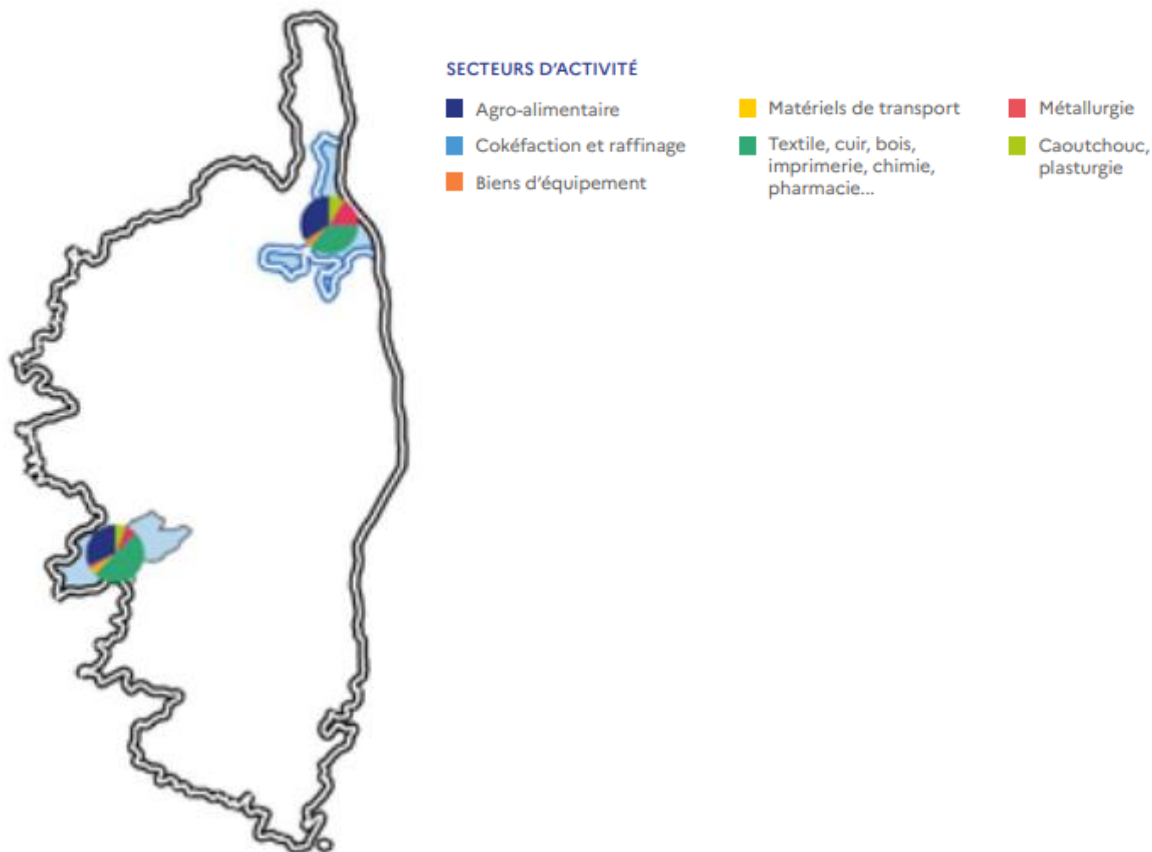 SECTEURS D'ACTIVITÉ
Agro-alimentaire
Cokéfaction et raffinage
Biens d'équipement
Matériels de transport
Textile, cuir, bois,
imprimerie, chimie,
pharmacie...
Métallurgie
Caoutchouc,
plasturgie